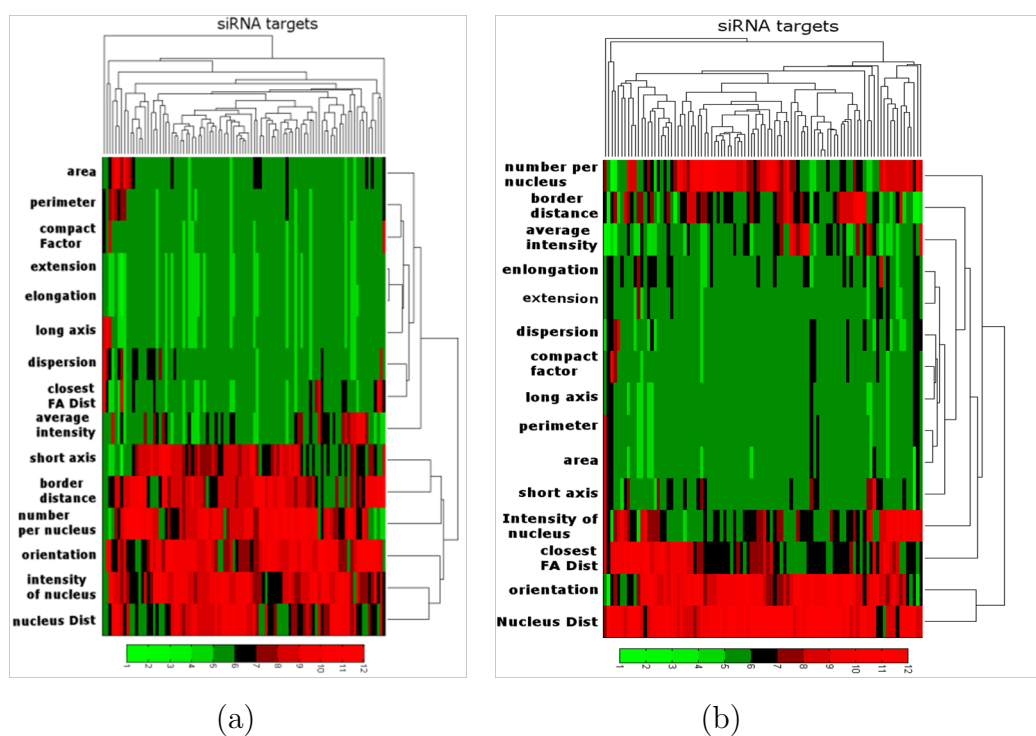 siRNA targets
area
perimeter
compact
Factor
extension
elongation
long axis
dispersion
closest
FA Dist
average
intensity
short axis
border
distance
number
per nucleus
orientation
intensity
of nucleus
nucleus Dist
1 2 3 4 5 6 7 8 9 10 11 12
(a)
siRNA targets
number per
nucleus
border
distance
average
intensity
enlongation
extension
dispersion
compact
factor
long axis
perimeter
area
short axis
Intensity of
nucleus
closest
FA Dist
orientation
Nucleus Dist
1 2 3 4 5 6 7 8 9 10 11 12
(b)